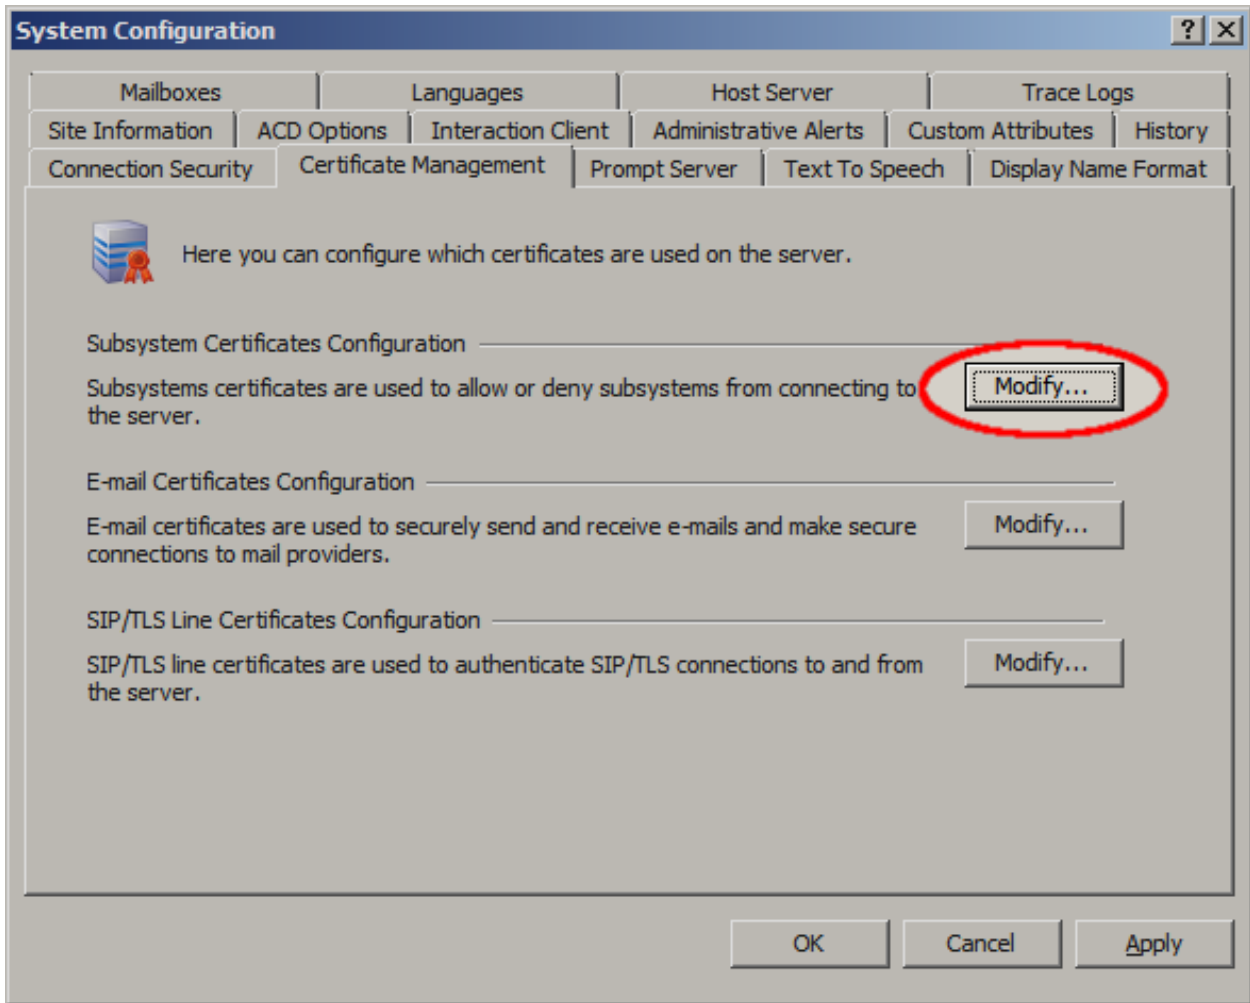 System Configuration
Mailboxes Languages Host Server Trace Logs
Site Information ACD Options Interaction Client Administrative Alerts Custom Attributes History
Connection Security Certificate Management Prompt Server Text To Speech Display Name Format
Here you can configure which certificates are used on the server.
Subsystem Certificates Configuration
Subsystems certificates are used to allow or deny subsystems from connecting to
the server.
Modify...
E-mail Certificates Configuration
E-mail certificates are used to securely send and receive e-mails and make secure
connections to mail providers.
Modify...
SIP/TLS Line Certificates Configuration
SIP/TLS line certificates are used to authenticate SIP/TLS connections to and from
the server.
Modify...
OK Cancel Apply